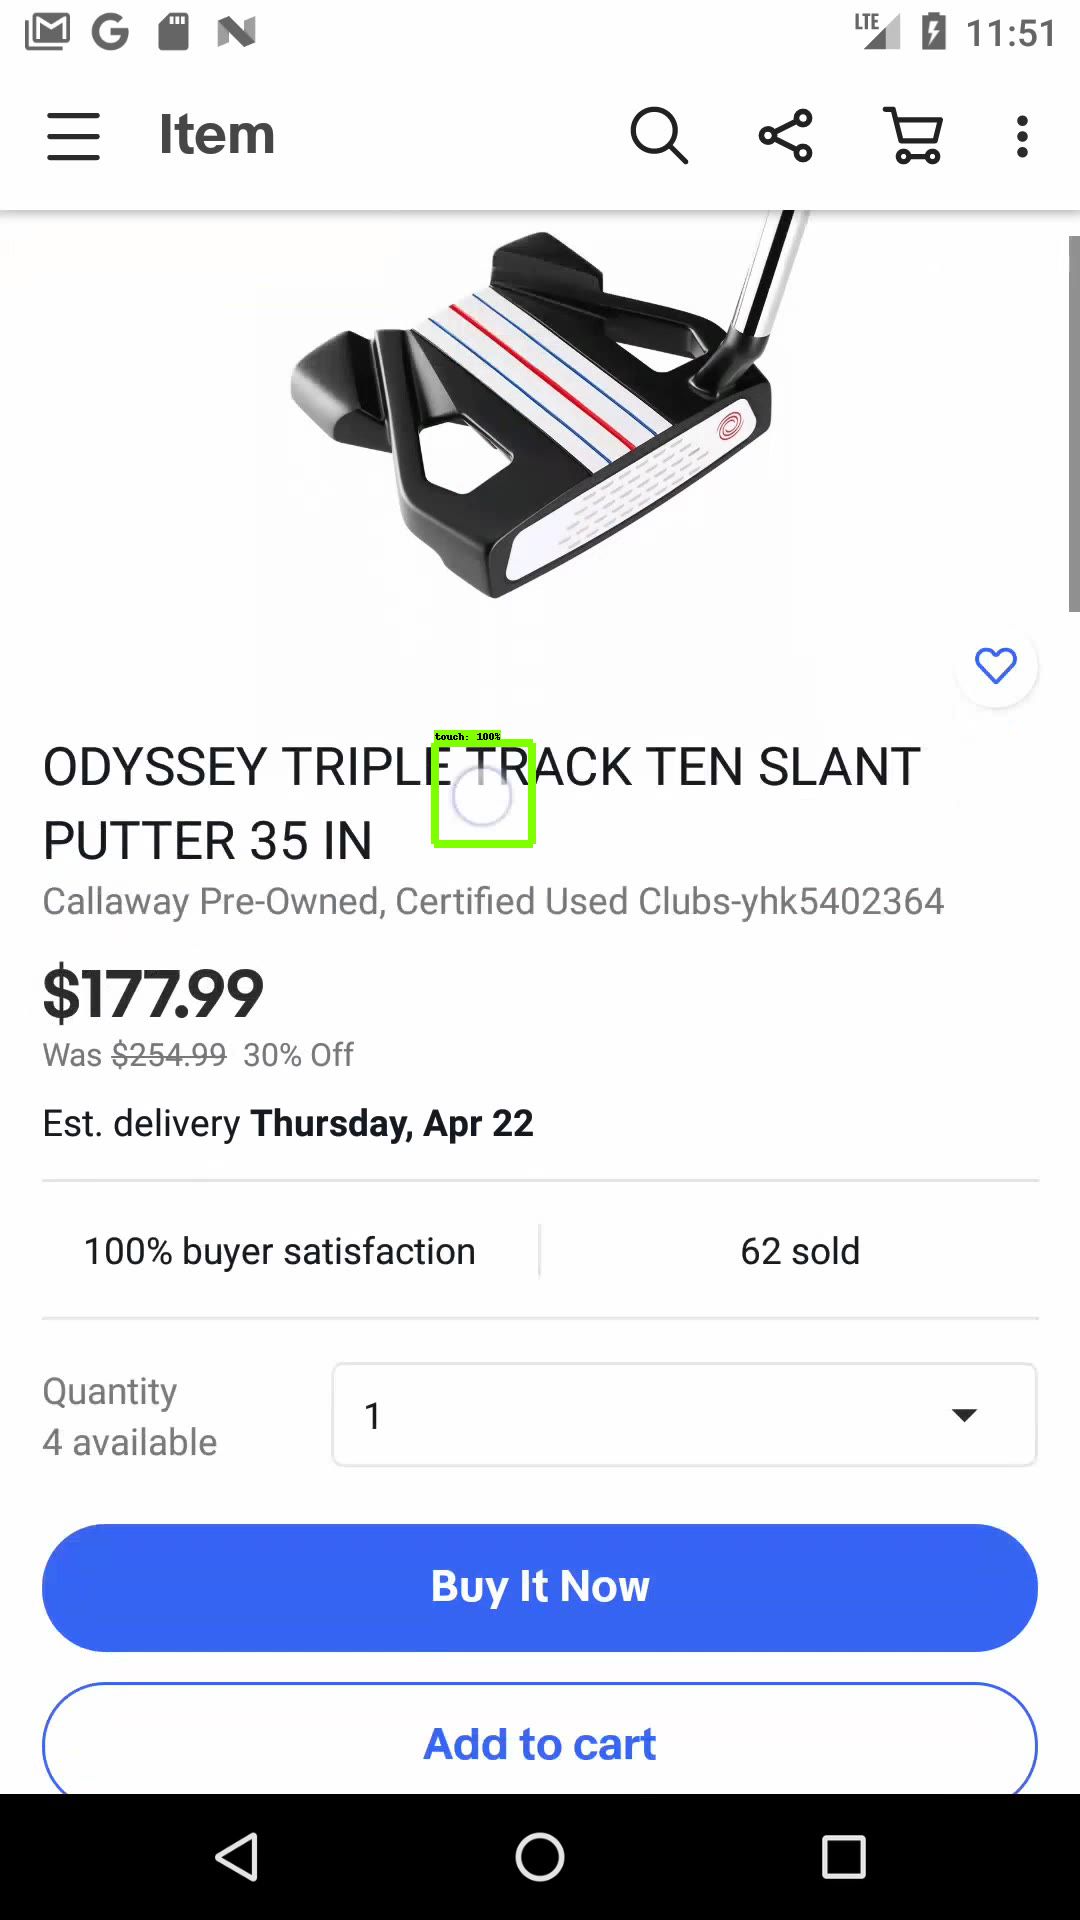 LTE 11:51
Item
touch: 100%
ODYSSEY TRIPLE TRACK TEN SLANT
PUTTER 35 IN
Callaway Pre-Owned, Certified Used Clubs-yhk5402364
$177.99
Was $254.99 30% Off
Est. delivery Thursday, Apr 22
100% buyer satisfaction
62 sold
Quantity
4 available
1
Buy It Now
Add to cart